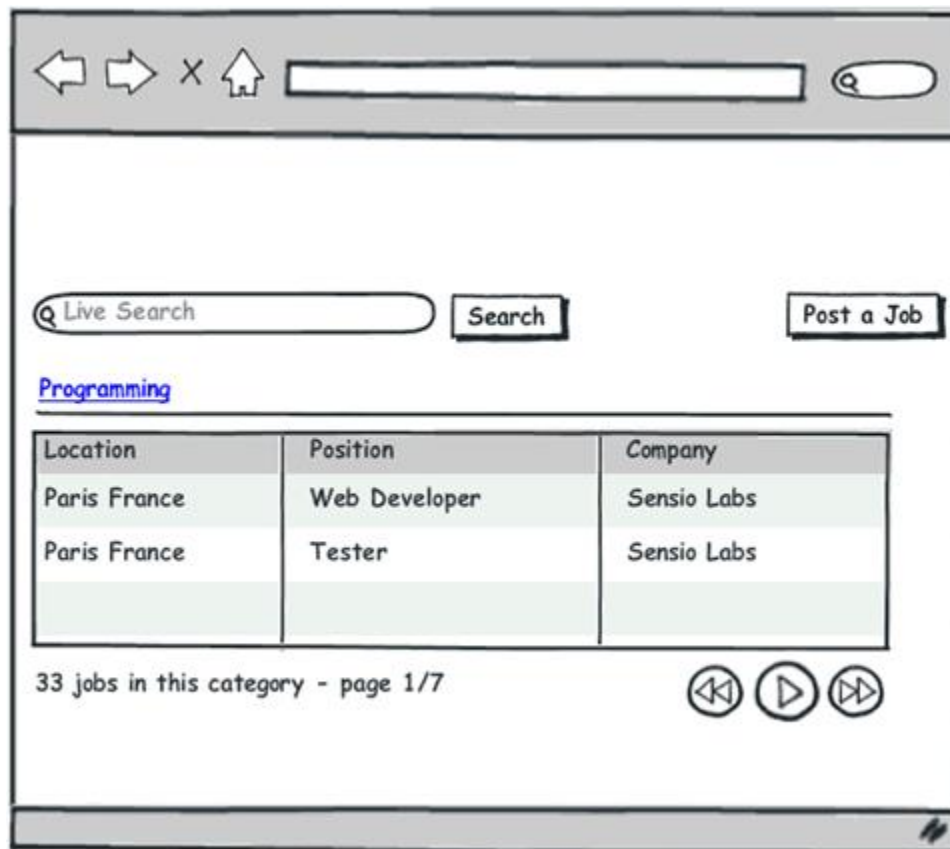 Live Search
Search
Post a Job
Programming
Location Position Company
Paris France Web Developer Sensio Labs
Paris France Tester Sensio Labs
33 jobs in this category - page 1/7